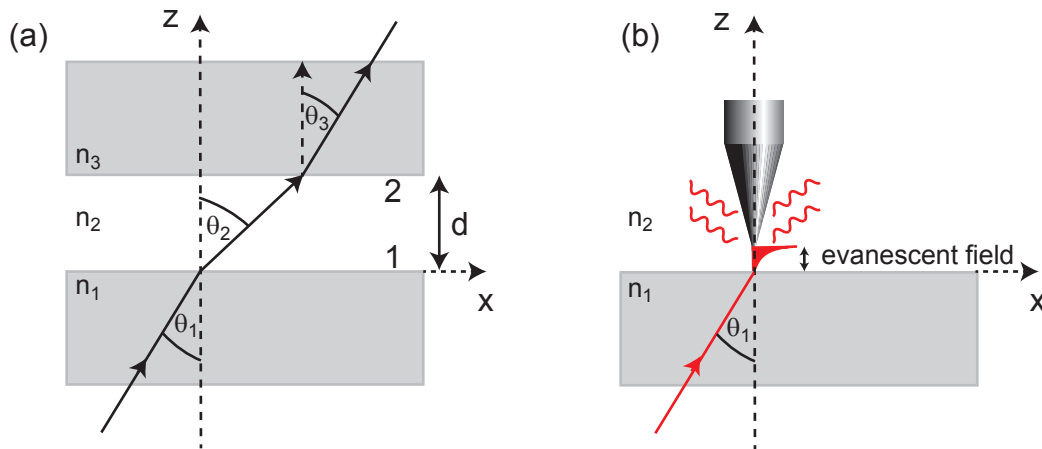 (a)
z
θ3
n3
2
n2
θ2
d
1
n1
x
θ1
(b)
z
n2
evanescent field
n1
x
θ1